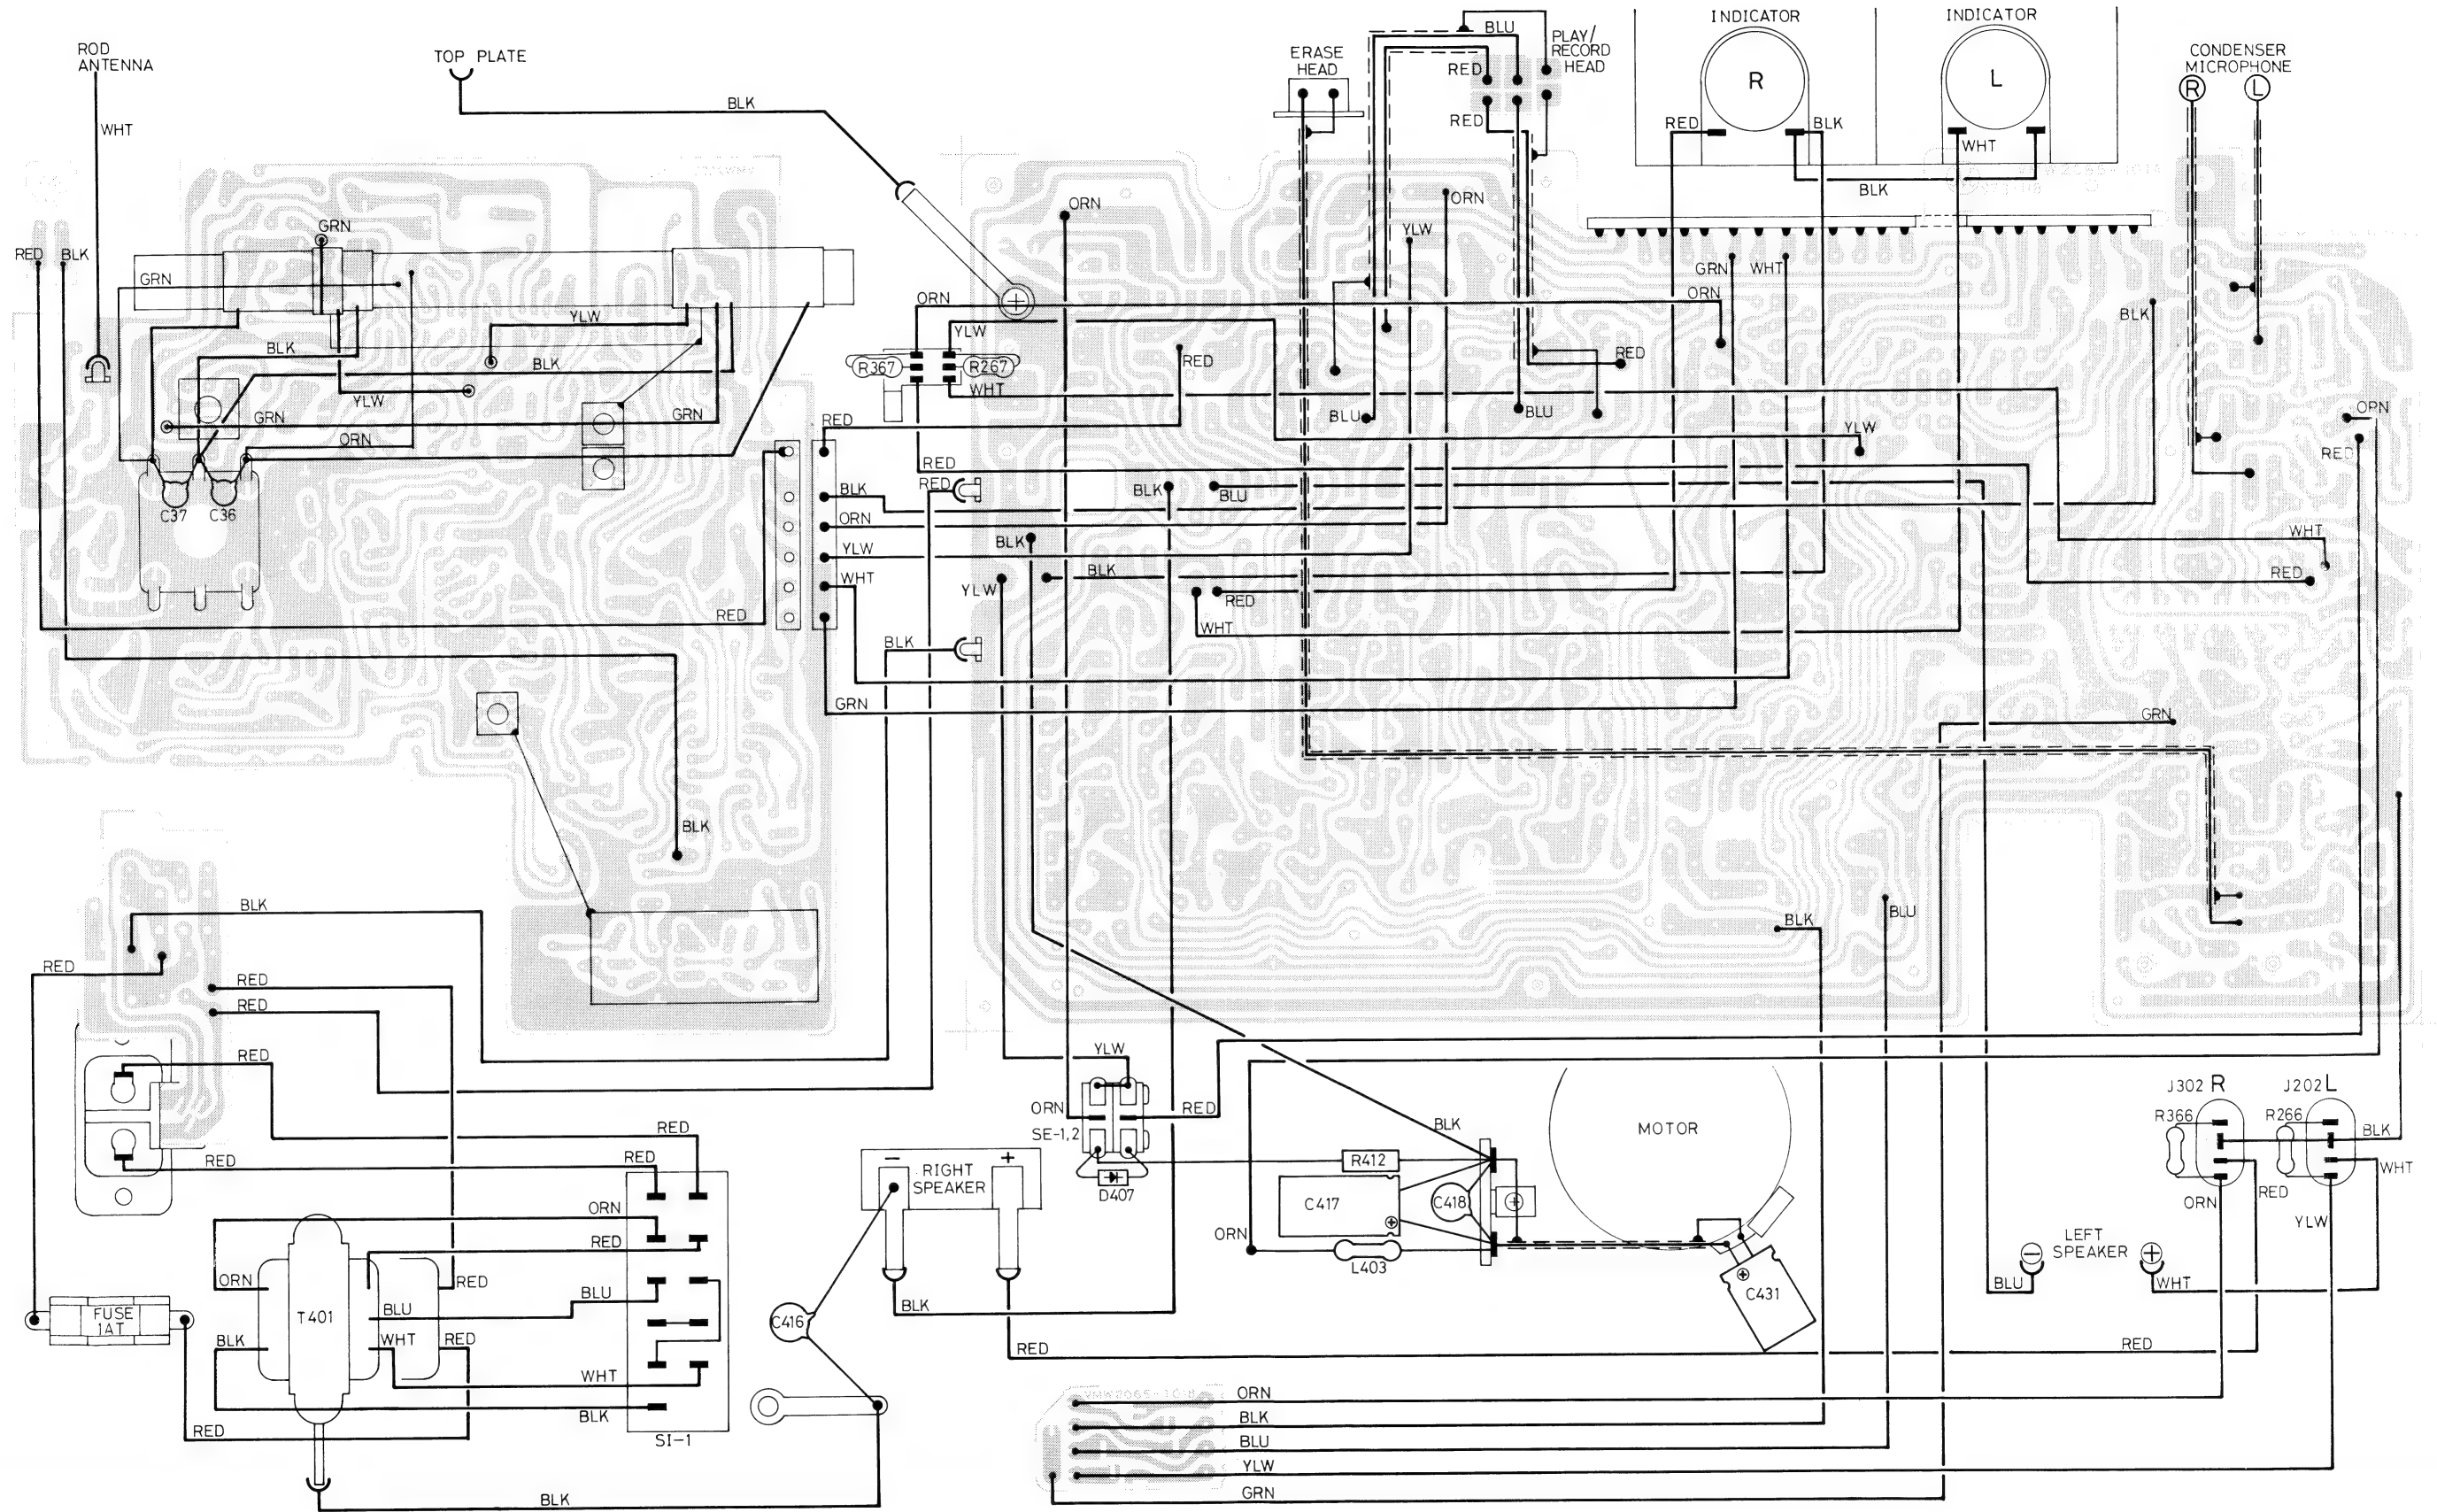 ROD
ANTENNA
WHT
TOP PLATE
BLK
ERASE
HEAD
BLU
RED
RED
PLAY/
RECORD
HEAD
INDICATOR
R
RED
BLK
INDICATOR
L
WHT
BLK
CONDENSER
MICROPHONE
R
L
RED
BLK
GRN
GRN
YLW
BLK
BLK
YLW
GRN
GRN
ORN
C37
C36
RED
BLK
ORN
ORN
YLW
GRN
WHT
ORN
BLK
ORN
YLW
R367
R267
WHT
RED
RED
BLU
BLU
YLW
ORN
RED
RED
RED
RED
BLK
BLU
BLK
ORN
YLW
WHT
BLK
YLW
BLK
RED
WHT
WHT
RED
BLK
GRN
GRN
BLK
BLU
BLK
RED
RED
RED
RED
RED
RED
RED
ORN
RED
ORN
RED
BLU
BLU
T401
FUSE
1AT
BLK
WHT
RED
WHT
BLK
RED
SI-1
BLK
C416
YLW
ORN
RED
SE-1,2
D407
−
RIGHT
SPEAKER
+
BLK
RED
BLK
R412
C417
C418
ORN
L403
MOTOR
C431
J302 R
J202 L
R366
R266
BLK
WHT
ORN
RED
YLW
LEFT
SPEAKER
−
+
BLU
WHT
RED
VMW2065-101B
ORN
BLK
BLU
YLW
GRN